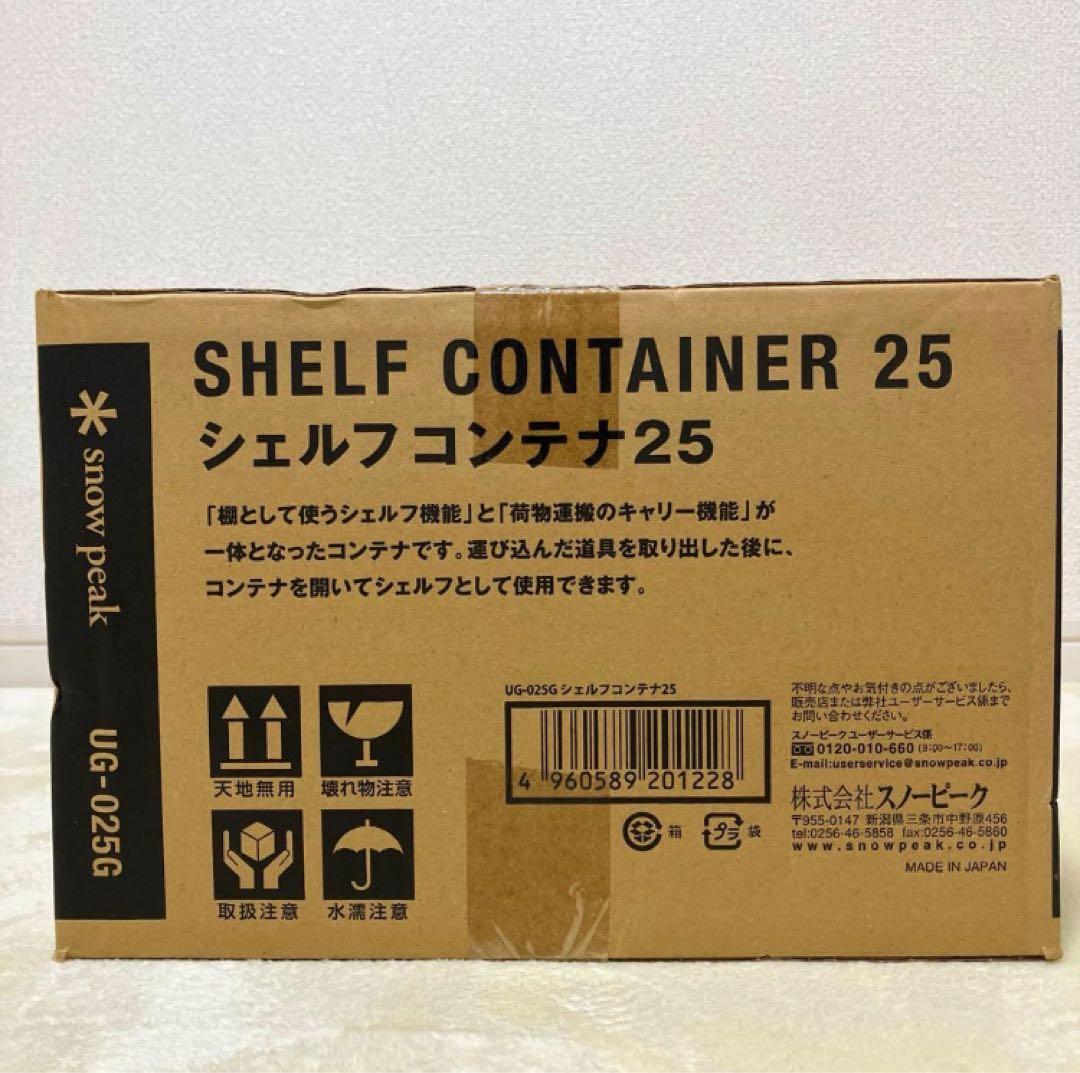 SHELF CONTAINER 25
シェルフコンテナ25
「棚として使うシェルフ機能」と「荷物運搬のキャリー機能」が
一体となったコンテナです。運び込んだ道具を取り出した後に、
コンテナを開いてシェルフとして使用できます。
snow peak
UG-025G
天地無用
壊れ物注意
取扱注意
水濡注意
UG-025G シェルフコンテナ25
4 960589 201228
箱
プラ
袋
不明な点やお気付きの点がございましたら、
販売店または弊社ユーザーサービス係まで
お問い合わせください。
スノーピーク ユーザーサービス係
0120-010-660 (9:00〜17:00)
E-mail:userservice@snowpeak.co.jp
株式会社スノーピーク
〒955-0147 新潟県三条市中野原456
tel:0256-46-5858 fax:0256-46-5860
www.snowpeak.co.jp
MADE IN JAPAN